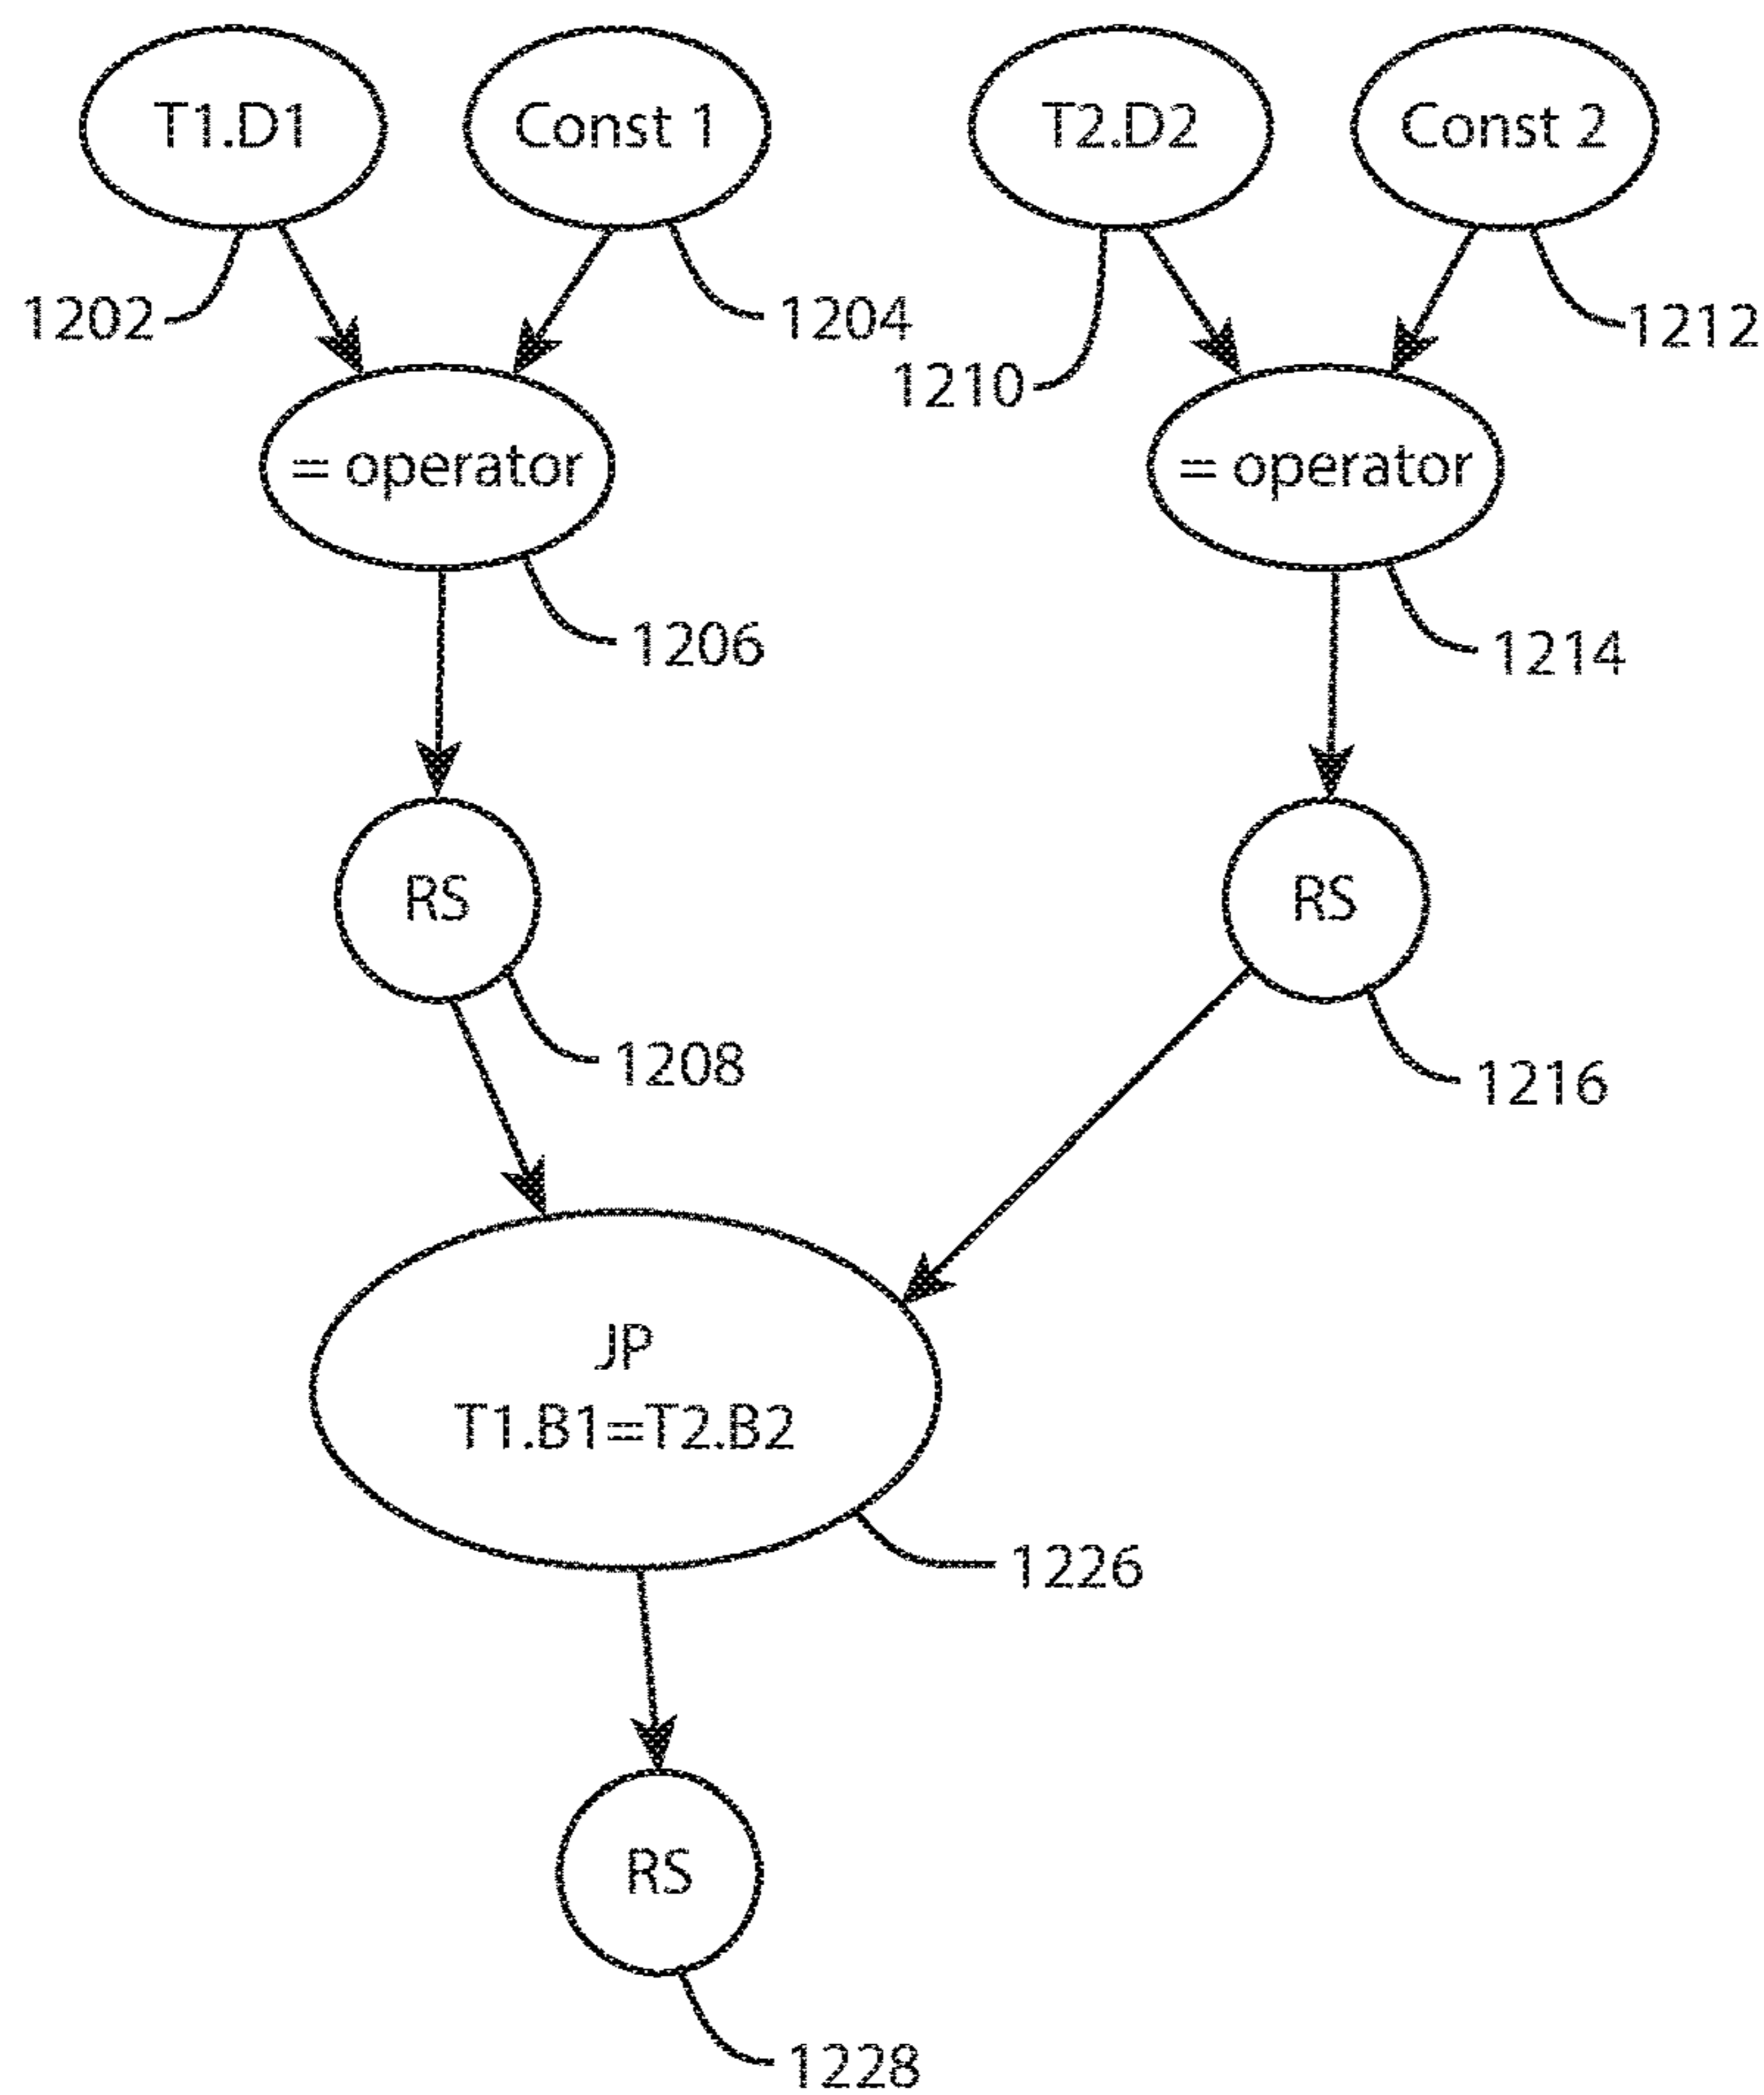 T1.D1
Const 1
T2.D2
Const 2
1202
1204
1210
1212
= operator
= operator
1206
1214
RS
RS
1208
1216
JP
T1.B1=T2.B2
1226
RS
1228